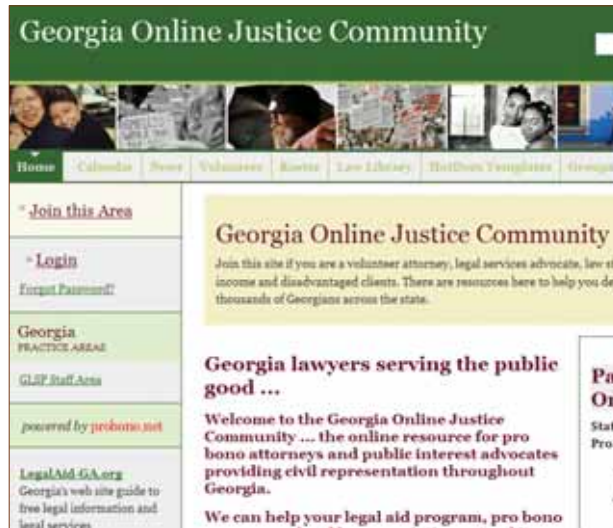 Georgia Online Justice Community
Home Calendar News Volunteer Roster Law Library HotDocs Templates Groups
Join this Area
Login
Forgot Password?
Georgia
PRACTICE AREAS
GLSP Staff Area
powered by probono.net
LegalAid-GA.org
Georgia's web site guide to
free legal information and
legal services
Georgia Online Justice Community
Join this site if you are a volunteer attorney, legal services advocate, law
income and disadvantaged clients. There are resources here to help you
thousands of Georgians across the state.
Georgia lawyers serving the public
good ...
Welcome to the Georgia Online Justice
Community ... the online resource for pro
bono attorneys and public interest advocates
providing civil representation throughout
Georgia.
We can help your legal aid program, pro bono